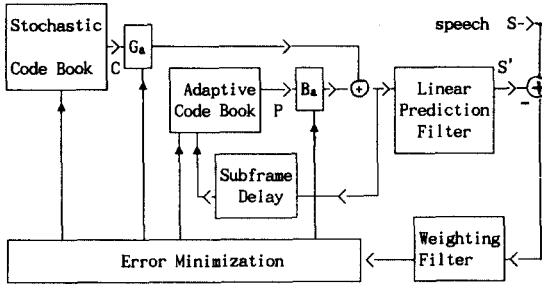 Stochastic
Code Book
C
Ga
speech S
Adaptive
Code Book
P
Ba
Linear
Prediction
Filter
S'
-
Subframe
Delay
Error Minimization
Weighting
Filter